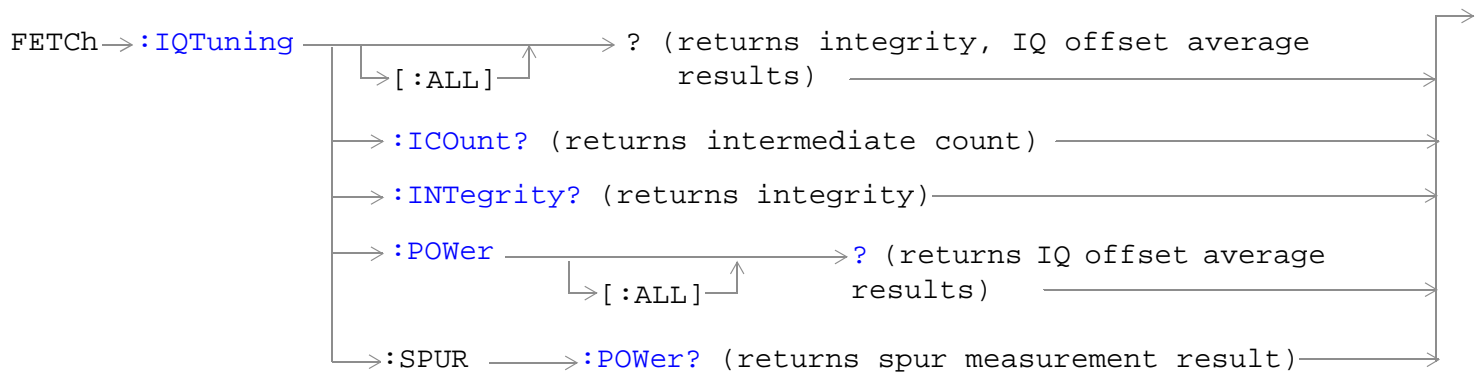 FETCh :IQTuning ? (returns integrity, IQ offset average
[:ALL] results)
:ICOunt? (returns intermediate count)
:INTegrity? (returns integrity)
:POWer ? (returns IQ offset average
[:ALL] results)
:SPUR :POWer? (returns spur measurement result)